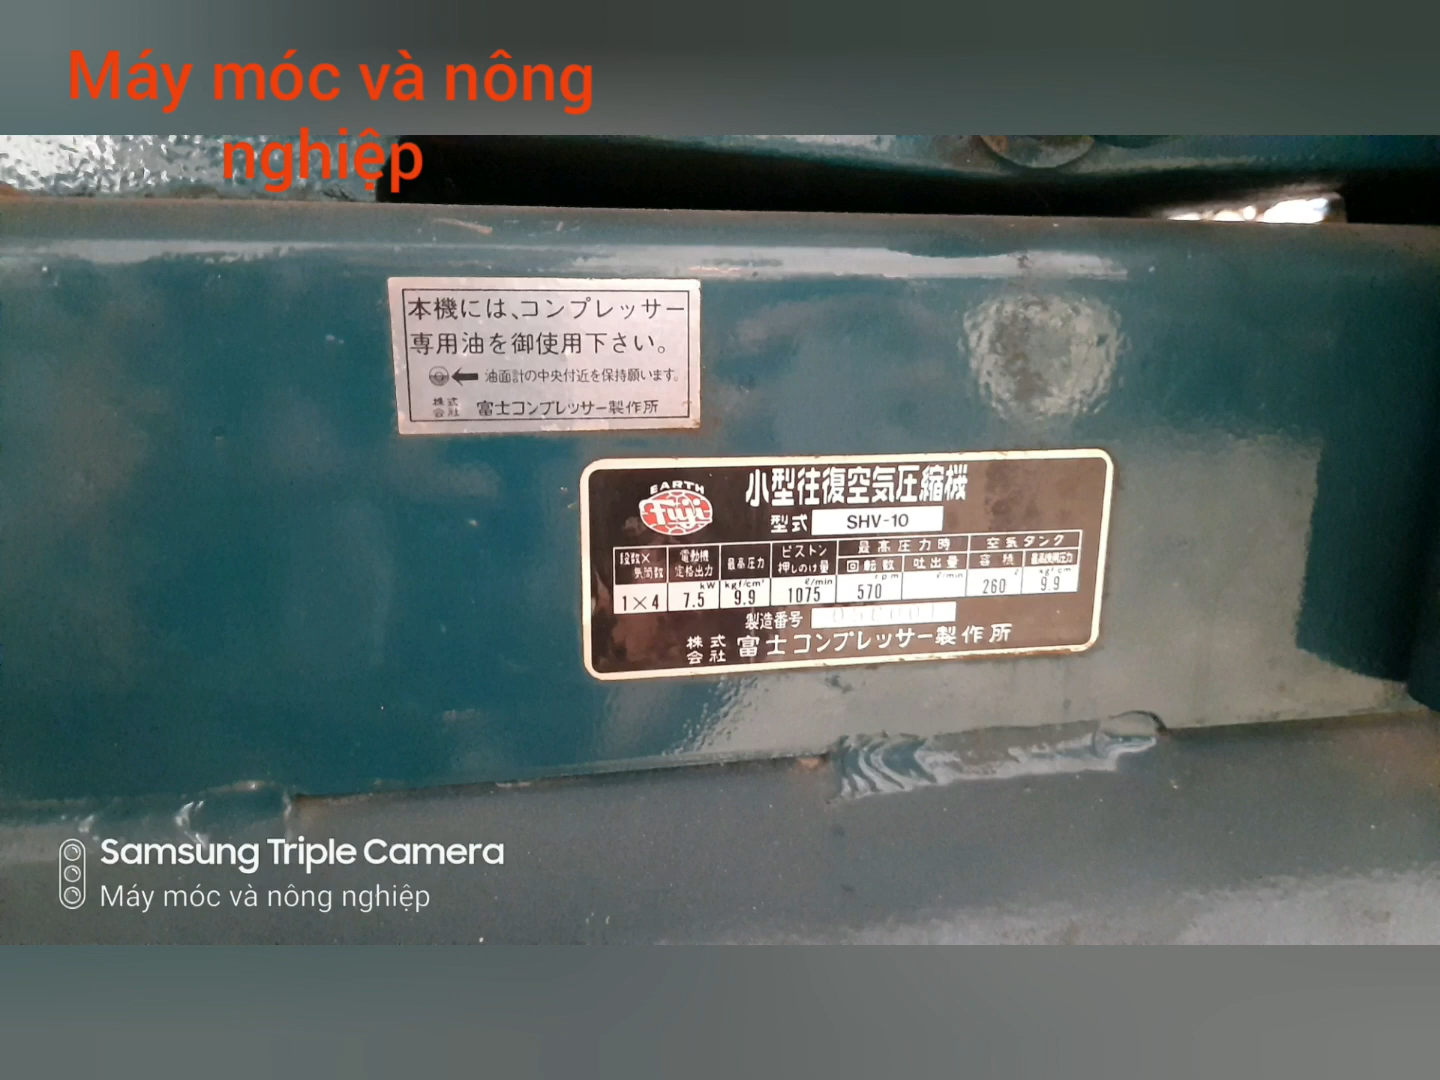 Máy móc và nông
nghiệp
本機には、コンプレッサー
専用油を御使用下さい。
油面計の中央付近を保持願います。
株式会社 富士コンプレッサー製作所
EARTH
Fuji
小型往復空気圧縮機
型式 SHV-10
段数×気筒数 電動機定格出力 最高圧力 ピストン押しのけ量 最高圧力時 空気タンク
回転数 吐出量 容積 最高使用圧力
kW kgf/cm² ℓ/min rpm ℓ/min ℓ kgf/cm²
1×4 7.5 9.9 1075 570 260 9.9
製造番号
株式会社 富士コンプレッサー製作所
Samsung Triple Camera
Máy móc và nông nghiệp